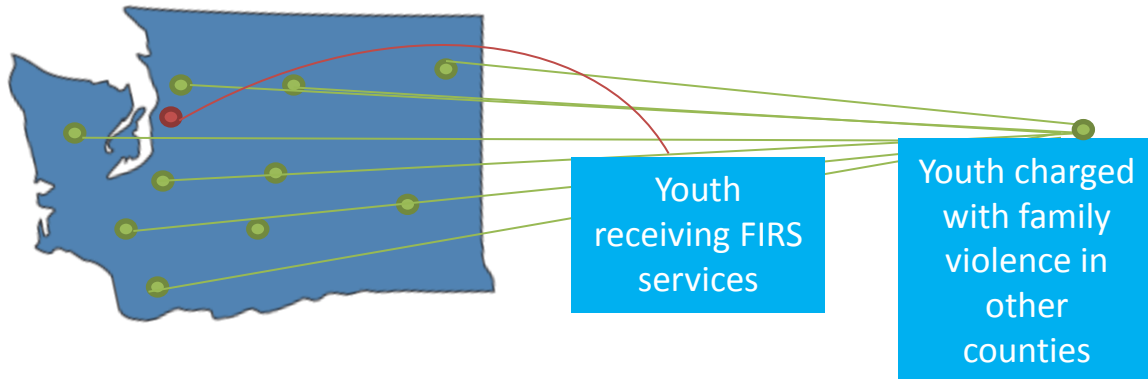 Youth
receiving FIRS
services
Youth charged
with family
violence in
other
counties